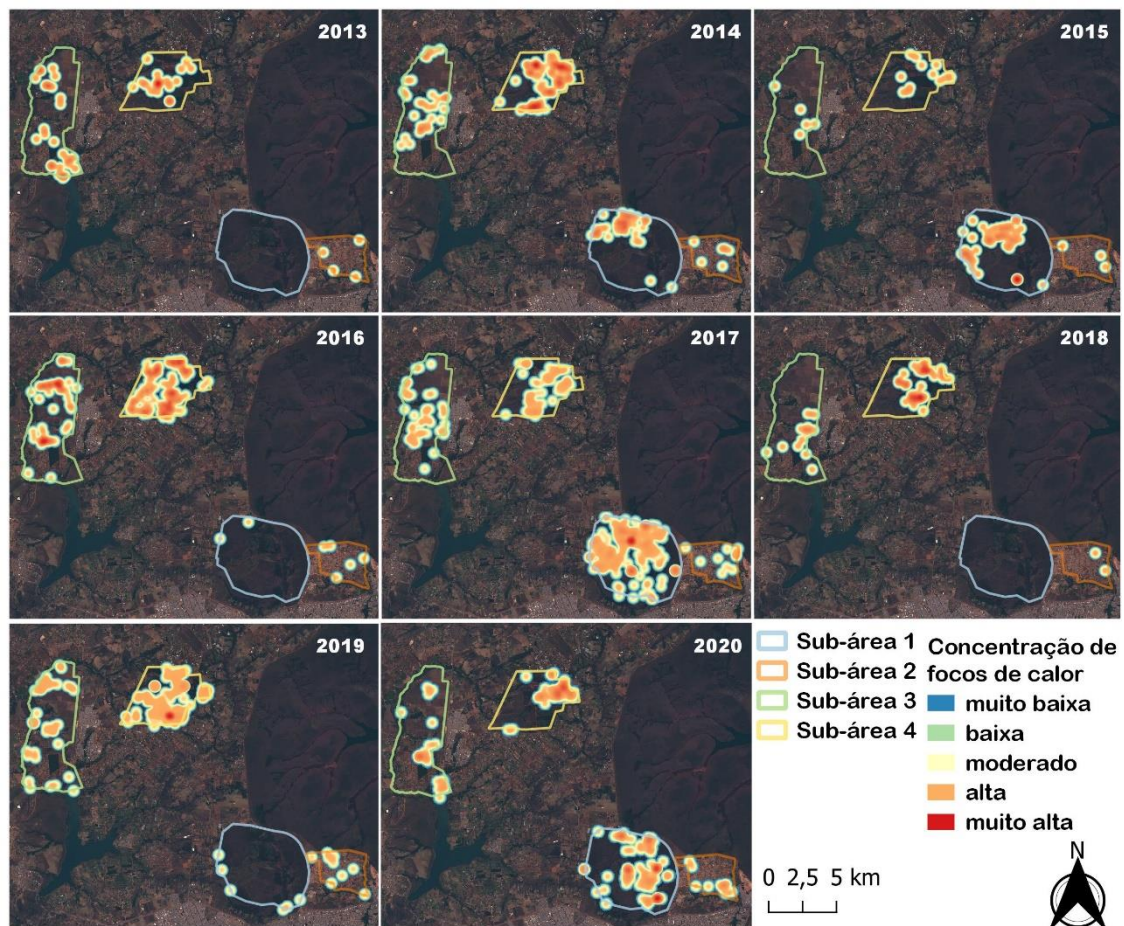 2013
2014
2015
2016
2017
2018
2019
2020
Sub-área 1
Sub-área 2
Sub-área 3
Sub-área 4
Concentração de
focos de calor
muito baixa
baixa
moderado
alta
muito alta
0 2,5 5 km
N